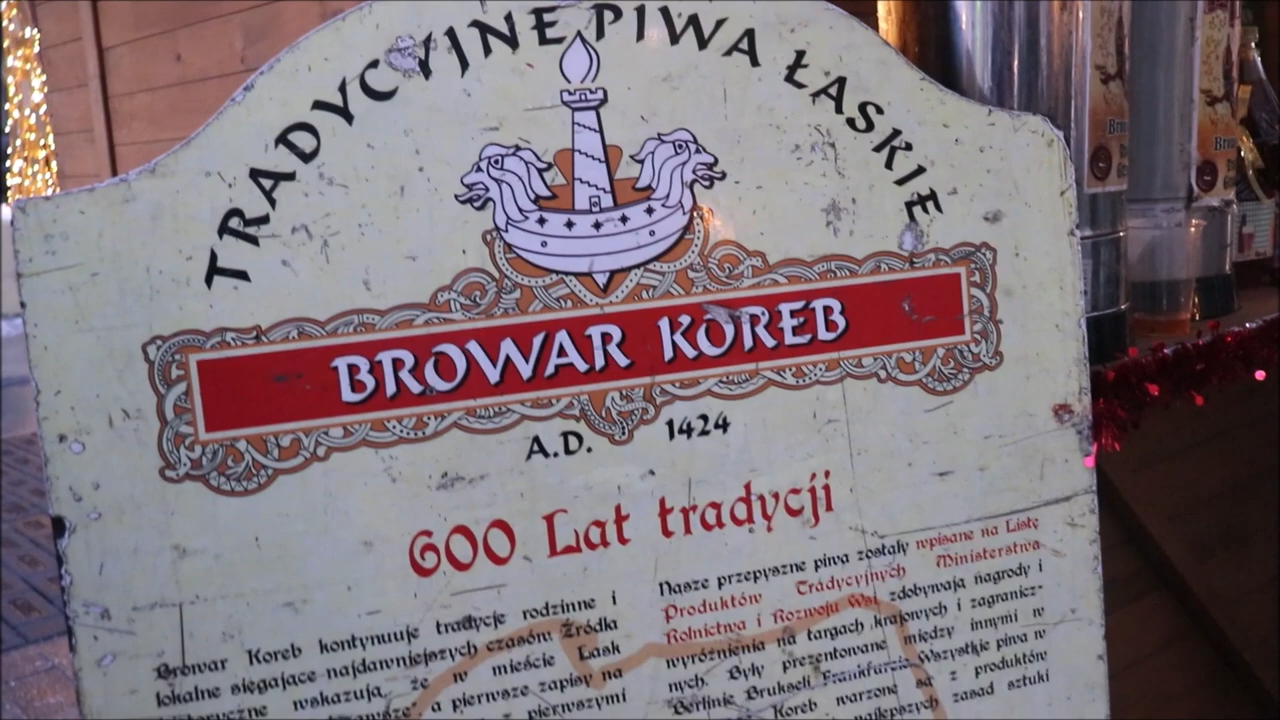 TRADYCYJNE PIWA ŁASKIE
BROWAR KOREB
A.D. 1424
600 Lat tradycji
Browar Koreb kontynuuje tradycje rodzinne i
lokalne sięgające najdawniejszych czasów Źródła
historyczne wskazują, że w mieście Łask
a pierwsze zapisy na
z pierwszymi
Nasze przepyszne piwa zostały wpisane na Listę
Produktów Tradycyjnych Ministerstwa
Rolnictwa i Rozwoju Wsi zdobywają nagrody i
wyróżnienia na targach krajowych i zagranicz-
nych. Były prezentowane między innymi w
Berlinie Brukseli Frankfurcie Wszystkie piwa w
Koreb warzone są z produktów
najlepszych zasad sztuki